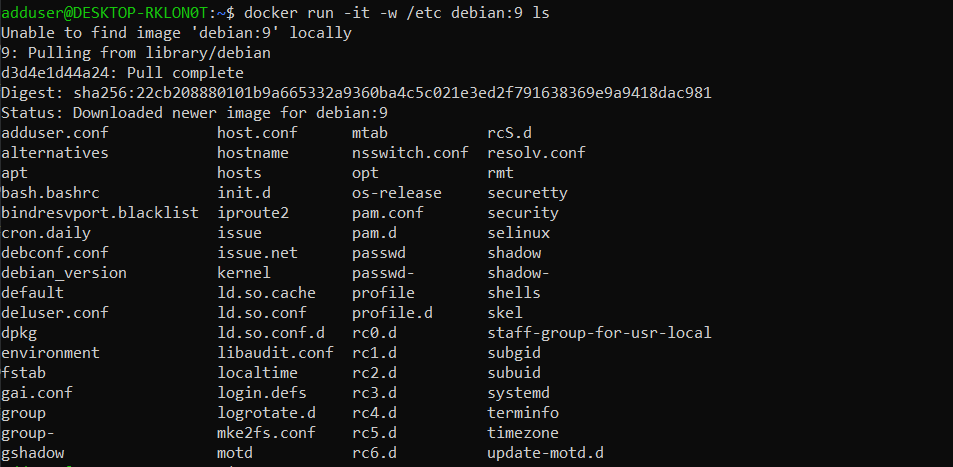 adduser@DESKTOP-RKLON0T:~$ docker run -it -w /etc debian:9 ls
Unable to find image 'debian:9' locally
9: Pulling from library/debian
d3d4e1d44a24: Pull complete
Digest: sha256:22cb208880101b9a665332a9360ba4c5c021e3ed2f791638369e9a9418dac981
Status: Downloaded newer image for debian:9
adduser.conf host.conf mtab rcS.d
alternatives hostname nsswitch.conf resolv.conf
apt hosts opt rmt
bash.bashrc init.d os-release securetty
bindresvport.blacklist iproute2 pam.conf security
cron.daily issue pam.d selinux
debconf.conf issue.net passwd shadow
debian_version kernel passwd- shadow-
default ld.so.cache profile shells
deluser.conf ld.so.conf profile.d skel
dpkg ld.so.conf.d rc0.d staff-group-for-usr-local
environment libaudit.conf rc1.d subgid
fstab localtime rc2.d subuid
gai.conf login.defs rc3.d systemd
group logrotate.d rc4.d terminfo
group- mke2fs.conf rc5.d timezone
gshadow motd rc6.d update-motd.d